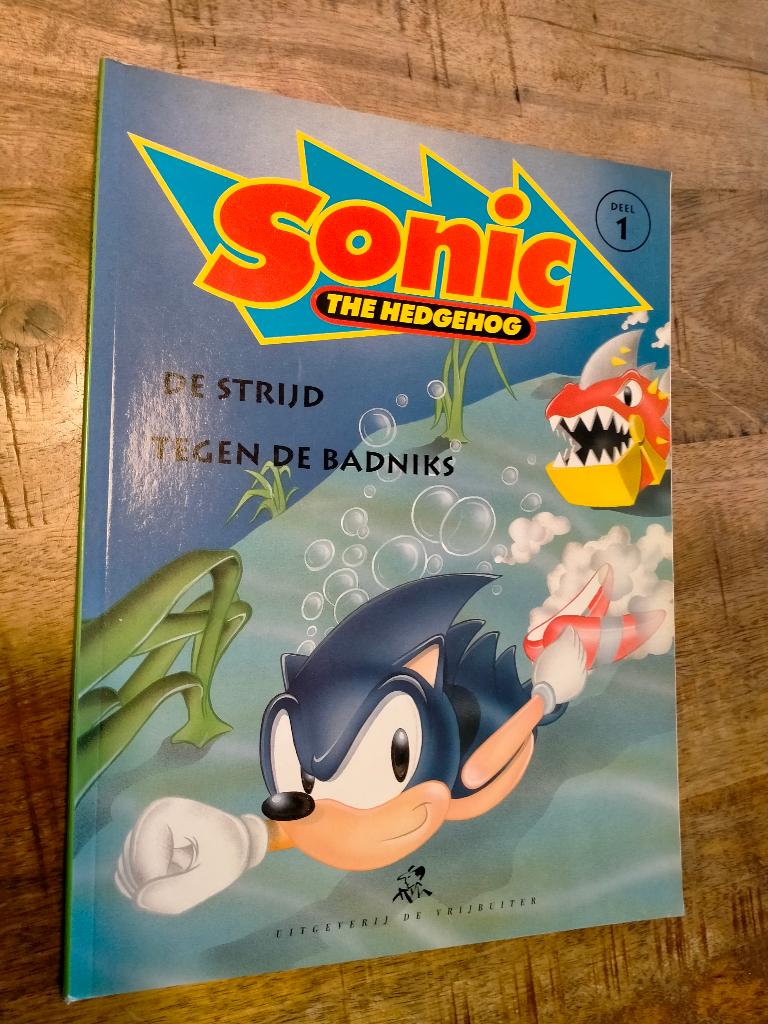 Sonic
THE HEDGEHOG
DEEL
1
DE STRIJD
TEGEN DE BADNIKS
UITGEVERIJ DE VRIJBUITER